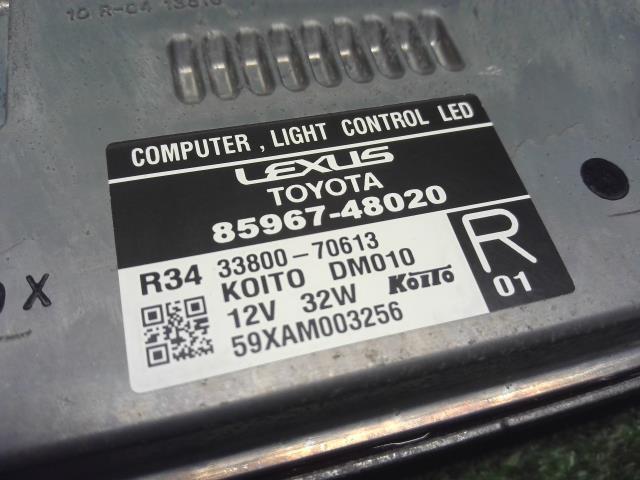 COMPUTER , LIGHT CONTROL LED
LEXUS
TOYOTA
85967-48020
R34 33800-70613
KOITO DM010
12V 32W KOITO
59XAM003256
R
01
X